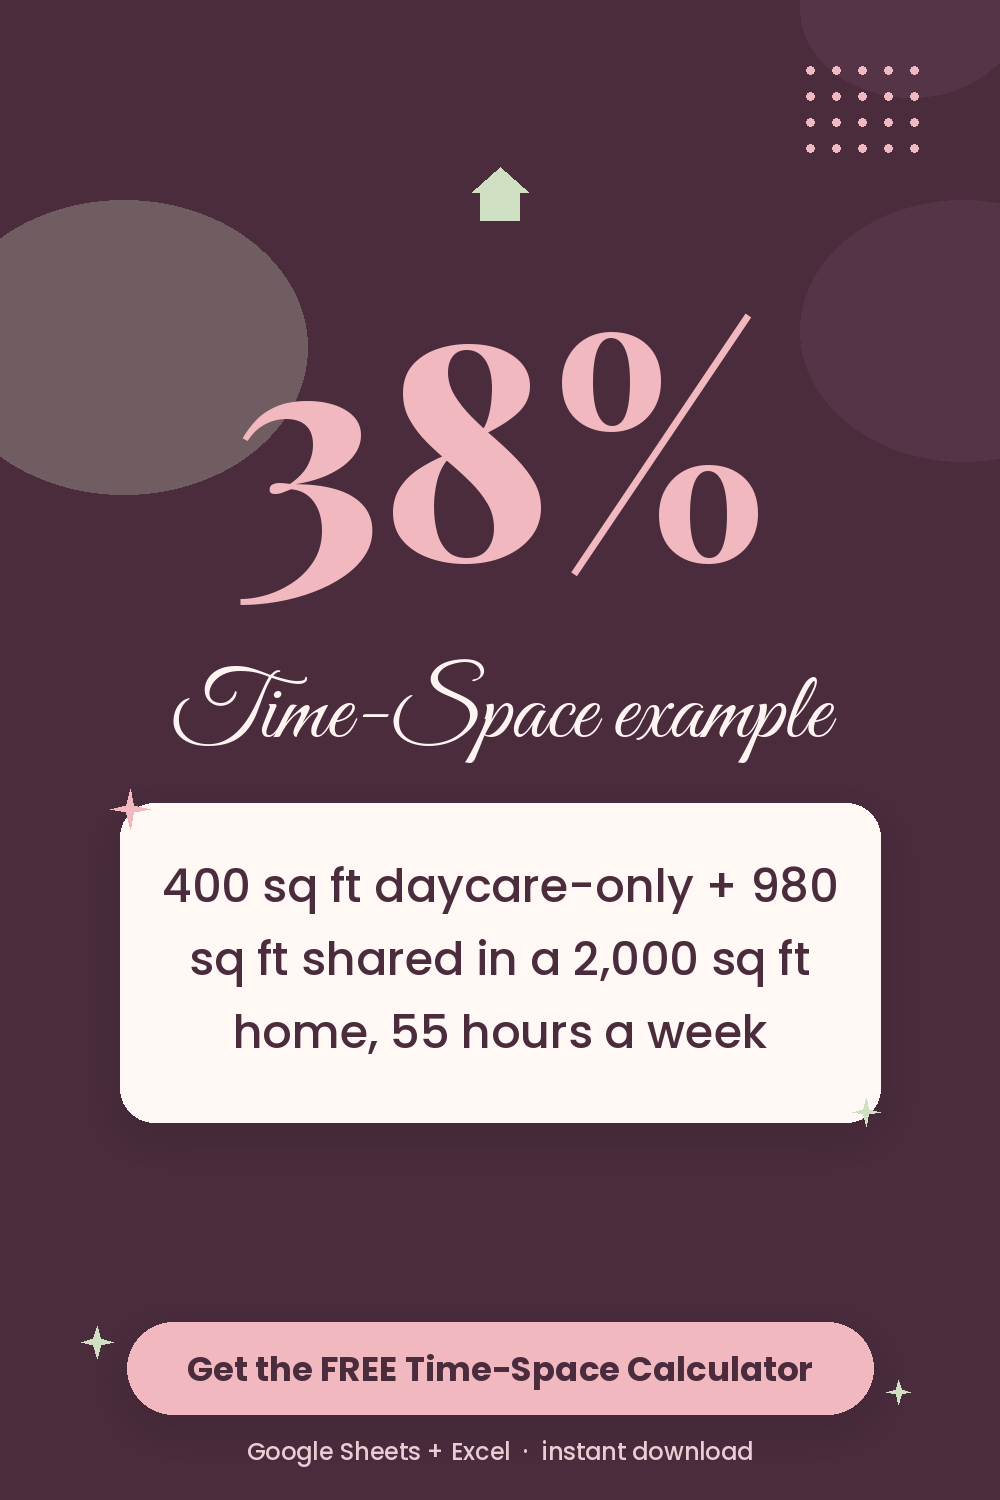 38%
Time-Space example
400 sq ft daycare-only + 980
sq ft shared in a 2,000 sq ft
home, 55 hours a week
Get the FREE Time-Space Calculator
Google Sheets + Excel · instant download